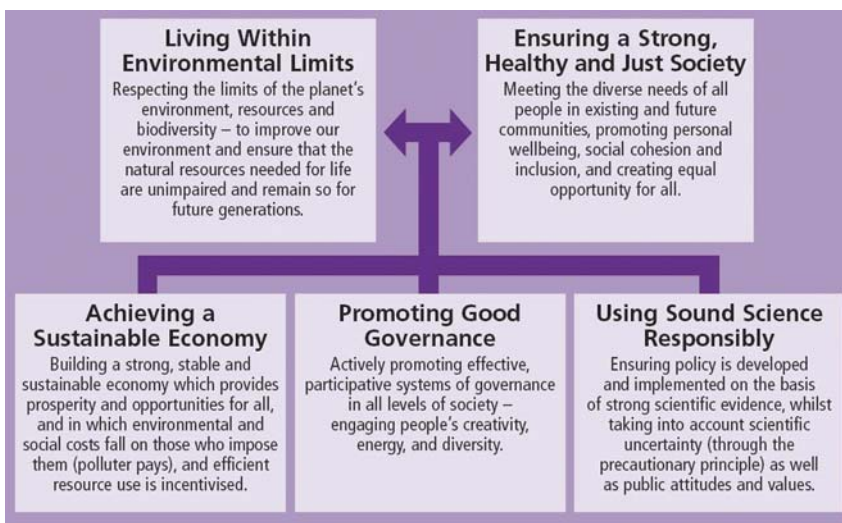 Living Within
Environmental Limits
Respecting the limits of the planet's
environment, resources and
biodiversity – to improve our
environment and ensure that the
natural resources needed for life
are unimpaired and remain so for
future generations.
Ensuring a Strong,
Healthy and Just Society
Meeting the diverse needs of all
people in existing and future
communities, promoting personal
wellbeing, social cohesion and
inclusion, and creating equal
opportunity for all.
Achieving a
Sustainable Economy
Building a strong, stable and
sustainable economy which provides
prosperity and opportunities for all,
and in which environmental and
social costs fall on those who impose
them (polluter pays), and efficient
resource use is incentivised.
Promoting Good
Governance
Actively promoting effective,
participative systems of governance
in all levels of society –
engaging people's creativity,
energy, and diversity.
Using Sound Science
Responsibly
Ensuring policy is developed
and implemented on the basis
of strong scientific evidence, whilst
taking into account scientific
uncertainty (through the
precautionary principle) as well
as public attitudes and values.